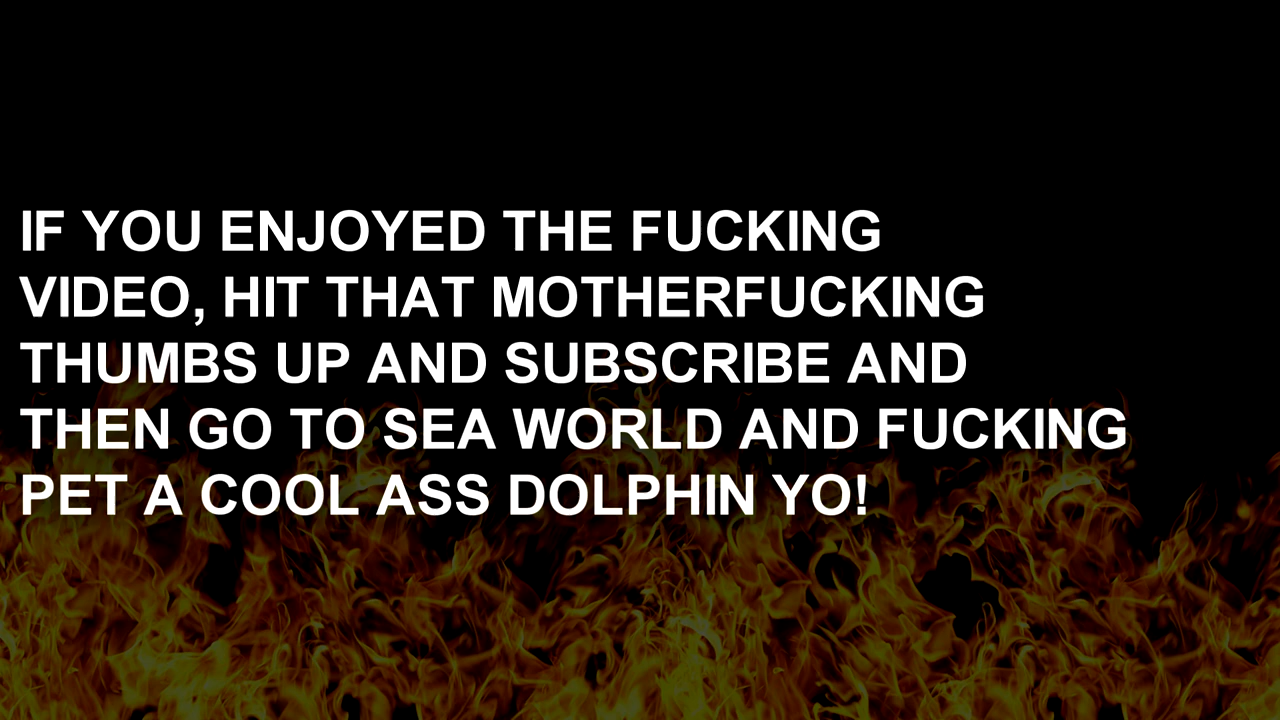 IF YOU ENJOYED THE FUCKING
VIDEO, HIT THAT MOTHERFUCKING
THUMBS UP AND SUBSCRIBE AND
THEN GO TO SEA WORLD AND FUCKING
PET A COOL ASS DOLPHIN YO!